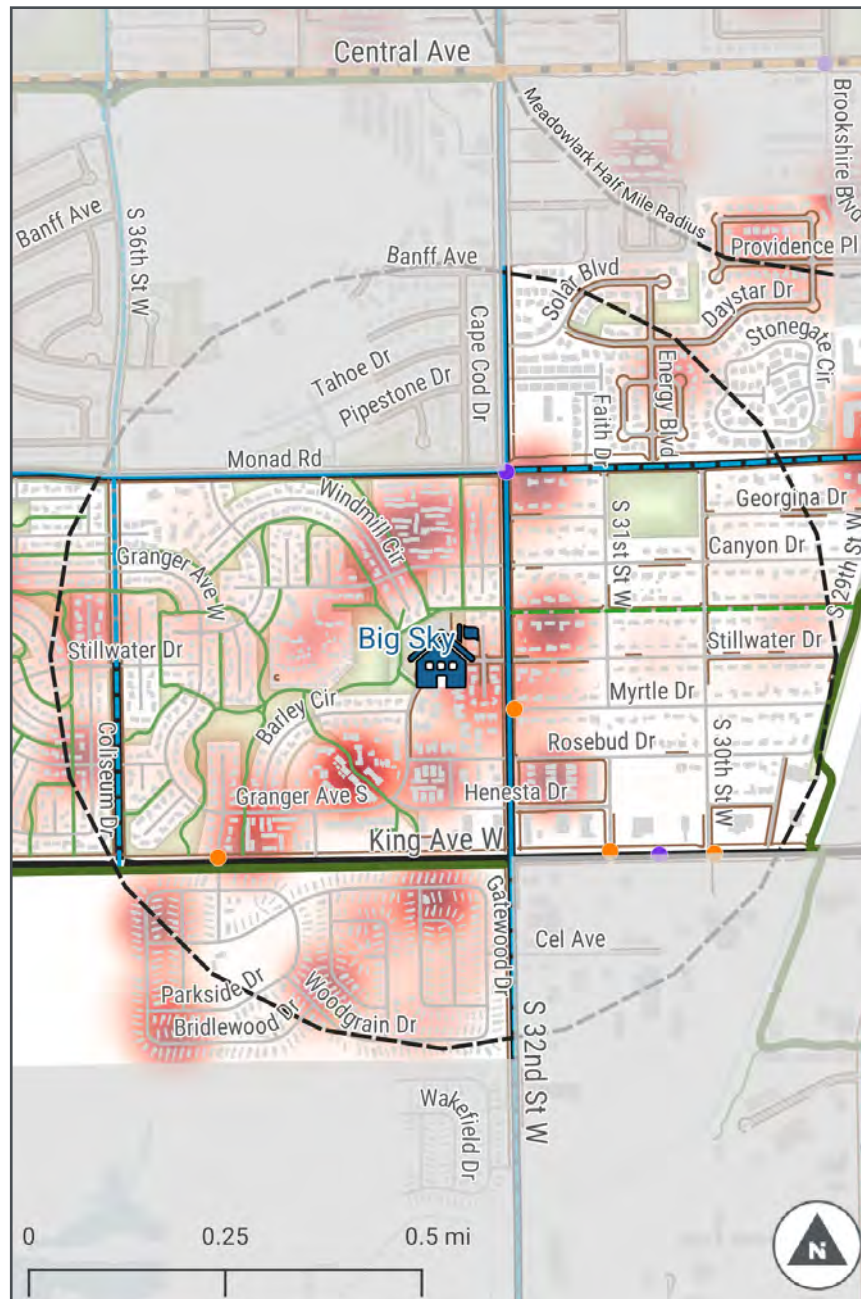 Central Ave
Brookshire Blvd
Meadowlark Half Mile Radius
S 36th St W
Banff Ave
Banff Ave
Providence Pl
Solar Blvd
Daystar Dr
Stonegate Cir
Cape Cod Dr
Tahoe Dr
Pipestone Dr
Energy Blvd
Faith Dr
Monad Rd
Windmill Cir
Georgina Dr
S 31st St W
Canyon Dr
Granger Ave W
S 29th St W
Big Sky
Stillwater Dr
Stillwater Dr
Myrtle Dr
Barley Cir
S 30th St W
Rosebud Dr
Coliseum Dr
Granger Ave S
Henesta Dr
King Ave W
Gatewood Dr
Cel Ave
Parkside Dr
Woodgrain Dr
Bridlewood Dr
S 32nd St W
Wakefield Dr
0 0.25 0.5 mi
N